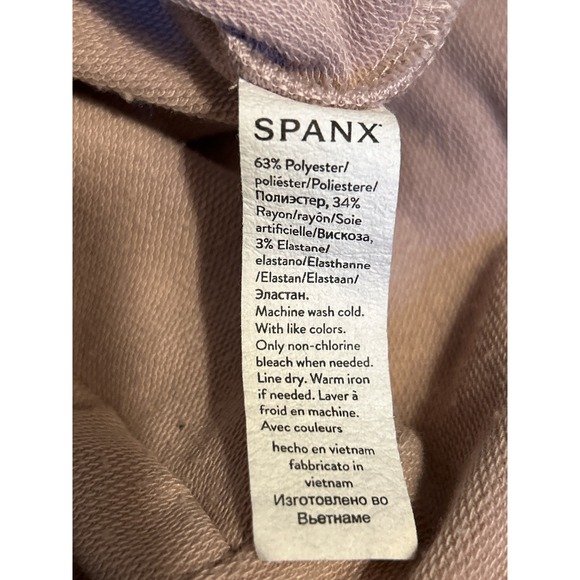 SPANX
63% Polyester/
poliéster/Poliestere/
Полиэстер, 34%
Rayon/rayôn/Soie
artificielle/Вискоза,
3% Elastane/
elastano/Elasthanne
/Elastan/Elastaan/
Эластан.
Machine wash cold.
With like colors.
Only non-chlorine
bleach when needed.
Line dry. Warm iron
if needed. Laver à
froid en machine.
Avec couleurs
hecho en vietnam
fabbricato in
vietnam
Изготовлено во
Вьетнаме